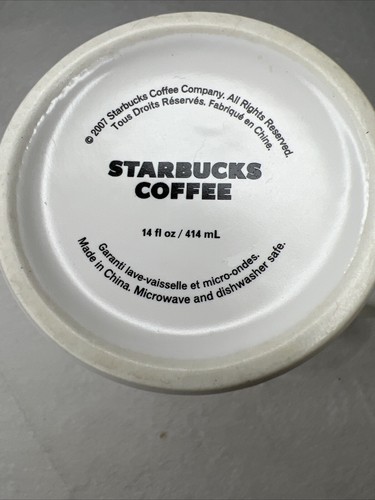 © 2007 Starbucks Coffee Company. All Rights Reserved.
Tous Droits Réservés. Fabriqué en Chine.
STARBUCKS
COFFEE
14 fl oz / 414 mL
Garanti lave-vaisselle et micro-ondes.
Made in China. Microwave and dishwasher safe.